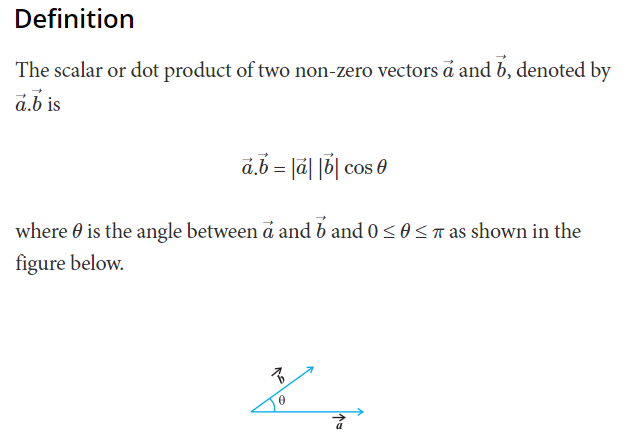 Definition
The scalar or dot product of two non-zero vectors a⃗ and b⃗, denoted by
a⃗.b⃗ is
a⃗.b⃗ = |a⃗| |b⃗| cos θ
where θ is the angle between a⃗ and b⃗ and 0 ≤ θ ≤ π as shown in the
figure below.
b⃗
θ
a⃗